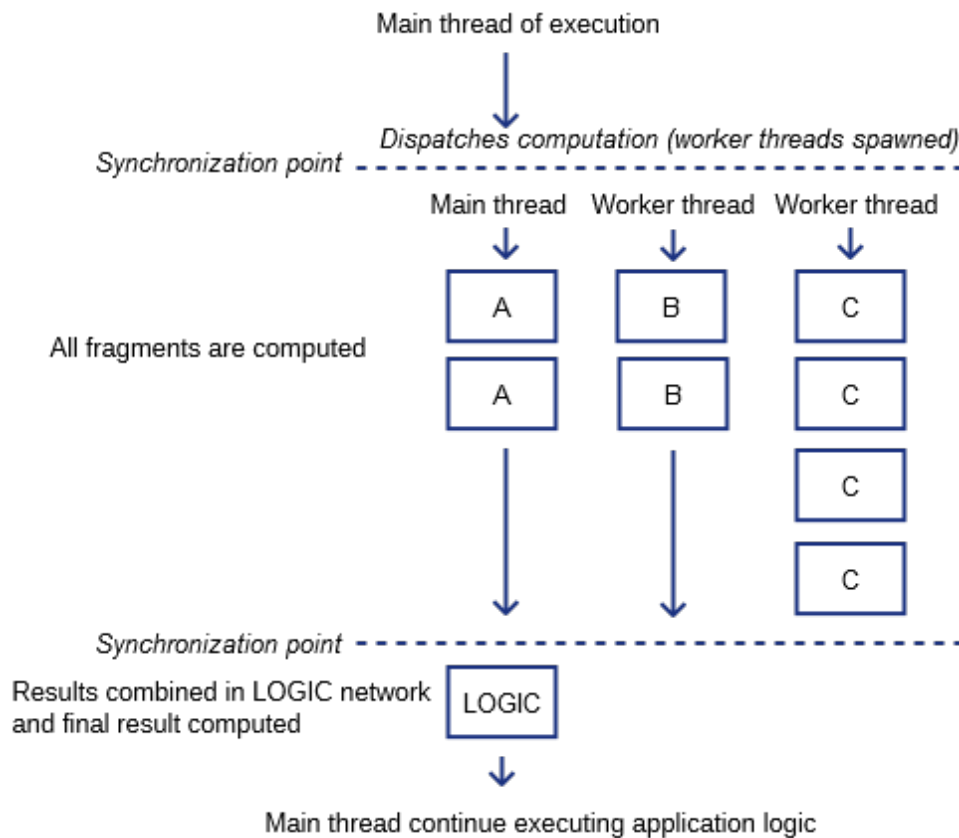 Main thread of execution
Dispatches computation (worker threads spawned)
Synchronization point
Main thread
Worker thread
Worker thread
A
B
C
All fragments are computed
A
B
C
C
C
Synchronization point
Results combined in LOGIC network
and final result computed
LOGIC
Main thread continue executing application logic